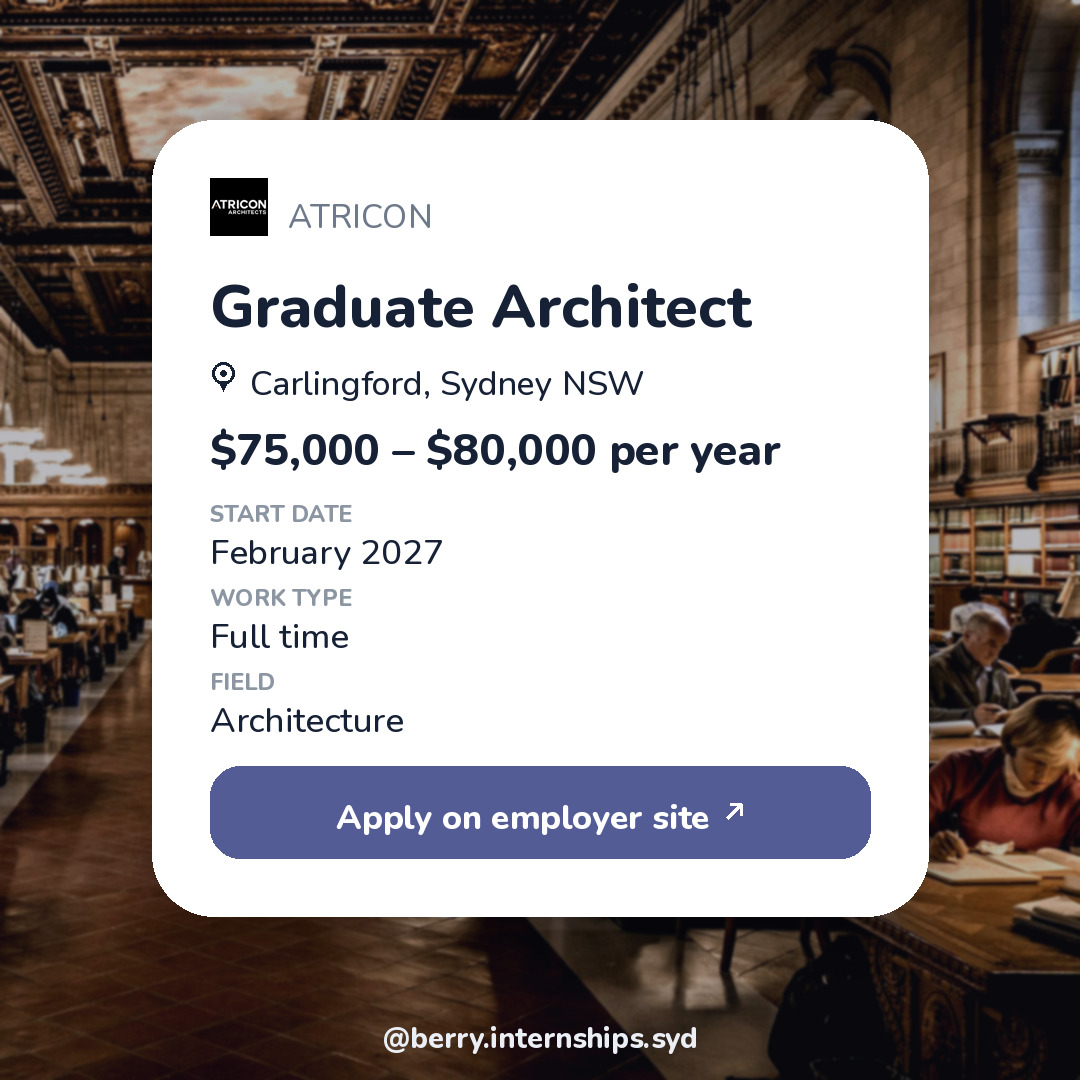 ATRICON
ARCHITECTS
ATRICON
Graduate Architect
Carlingford, Sydney NSW
$75,000 – $80,000 per year
START DATE
February 2027
WORK TYPE
Full time
FIELD
Architecture
Apply on employer site ↗
@berry.internships.syd